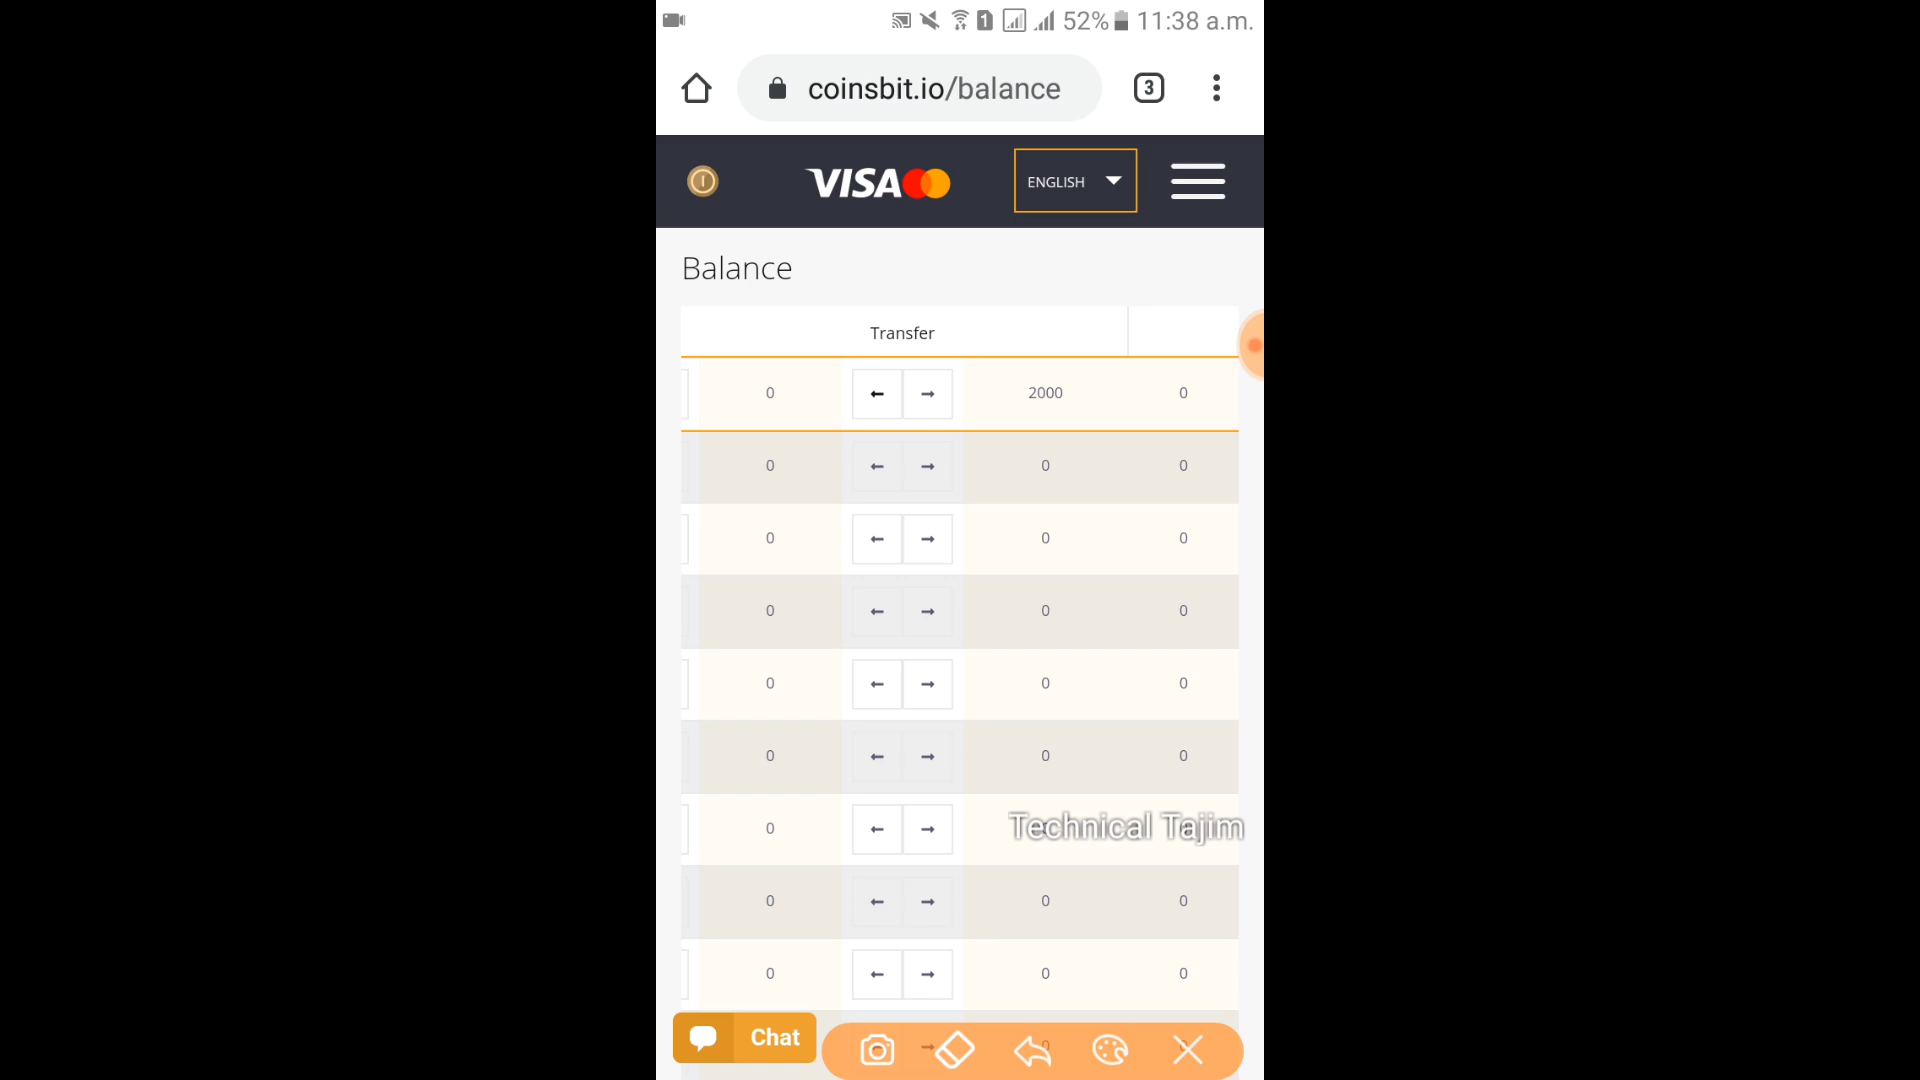 1 52% 11:38 a.m.
coinsbit.io/balance 3
VISA ENGLISH
Balance
Transfer
0 ← → 2000 0
0 ← → 0 0
0 ← → 0 0
0 ← → 0 0
0 ← → 0 0
0 ← → 0 0
0 ← →
Technical Tajim
0 ← → 0 0
0 ← → 0 0
Chat